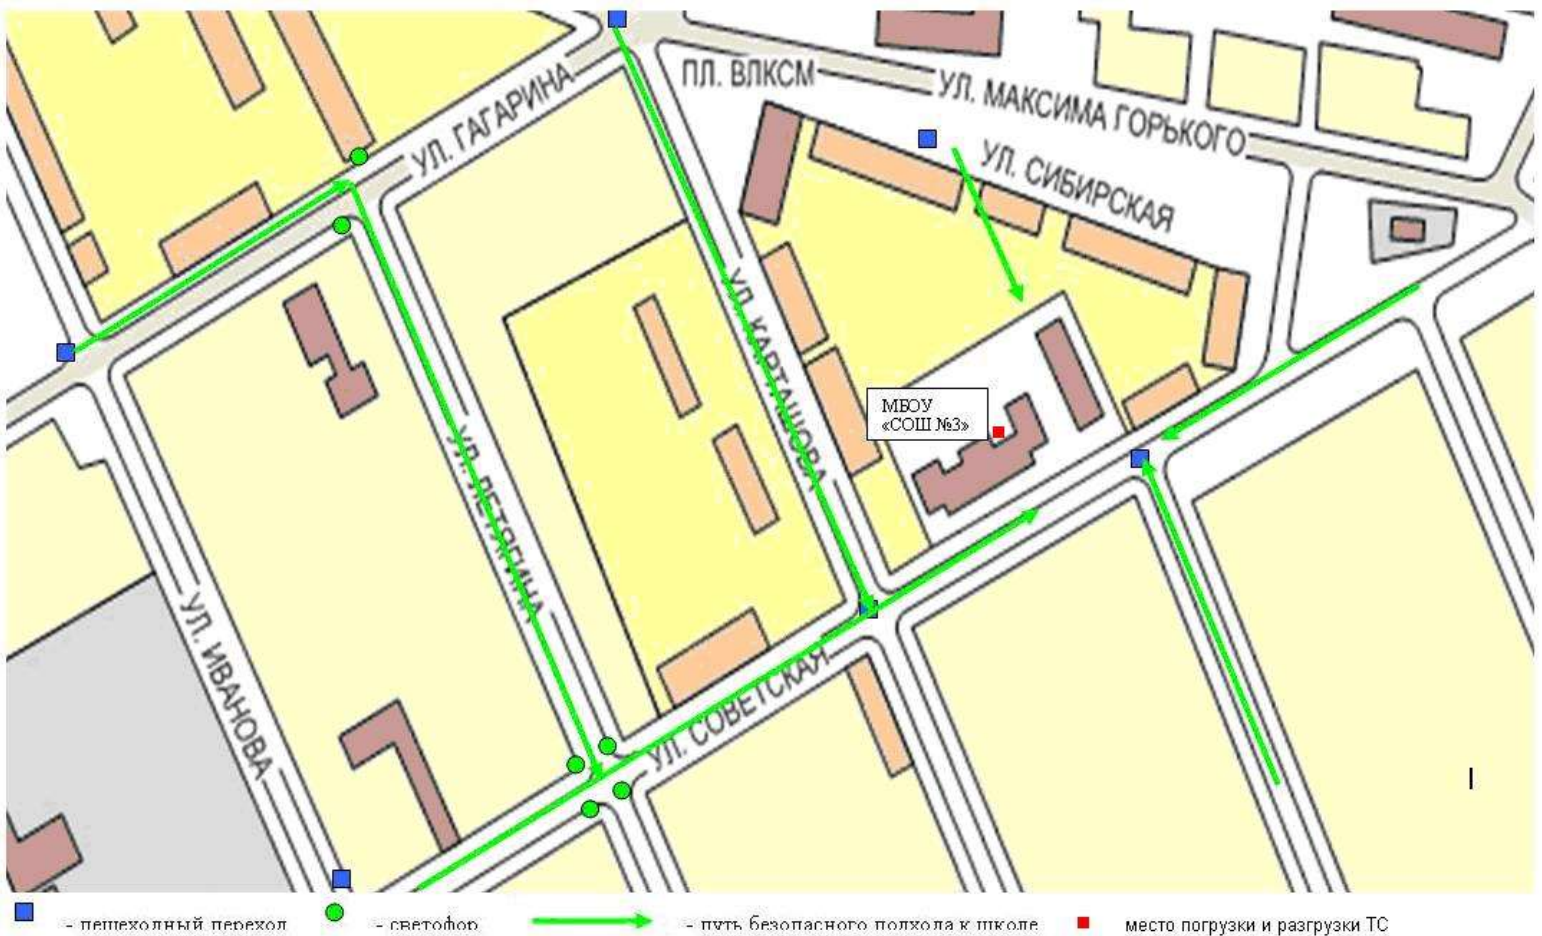 УЛ. ГАГАРИНА
ПЛ. ВЛКСМ
УЛ. МАКСИМА ГОРЬКОГО
УЛ. СИБИРСКАЯ
УЛ. КАРТАШОВА
МБОУ
«СОШ №3»
УЛ. ЛЕТЯГИНА
УЛ. ИВАНОВА
УЛ. СОВЕТСКАЯ
- пешеходный переход
- светофор
- путь безопасного подхода к школе
место погрузки и разгрузки ТС